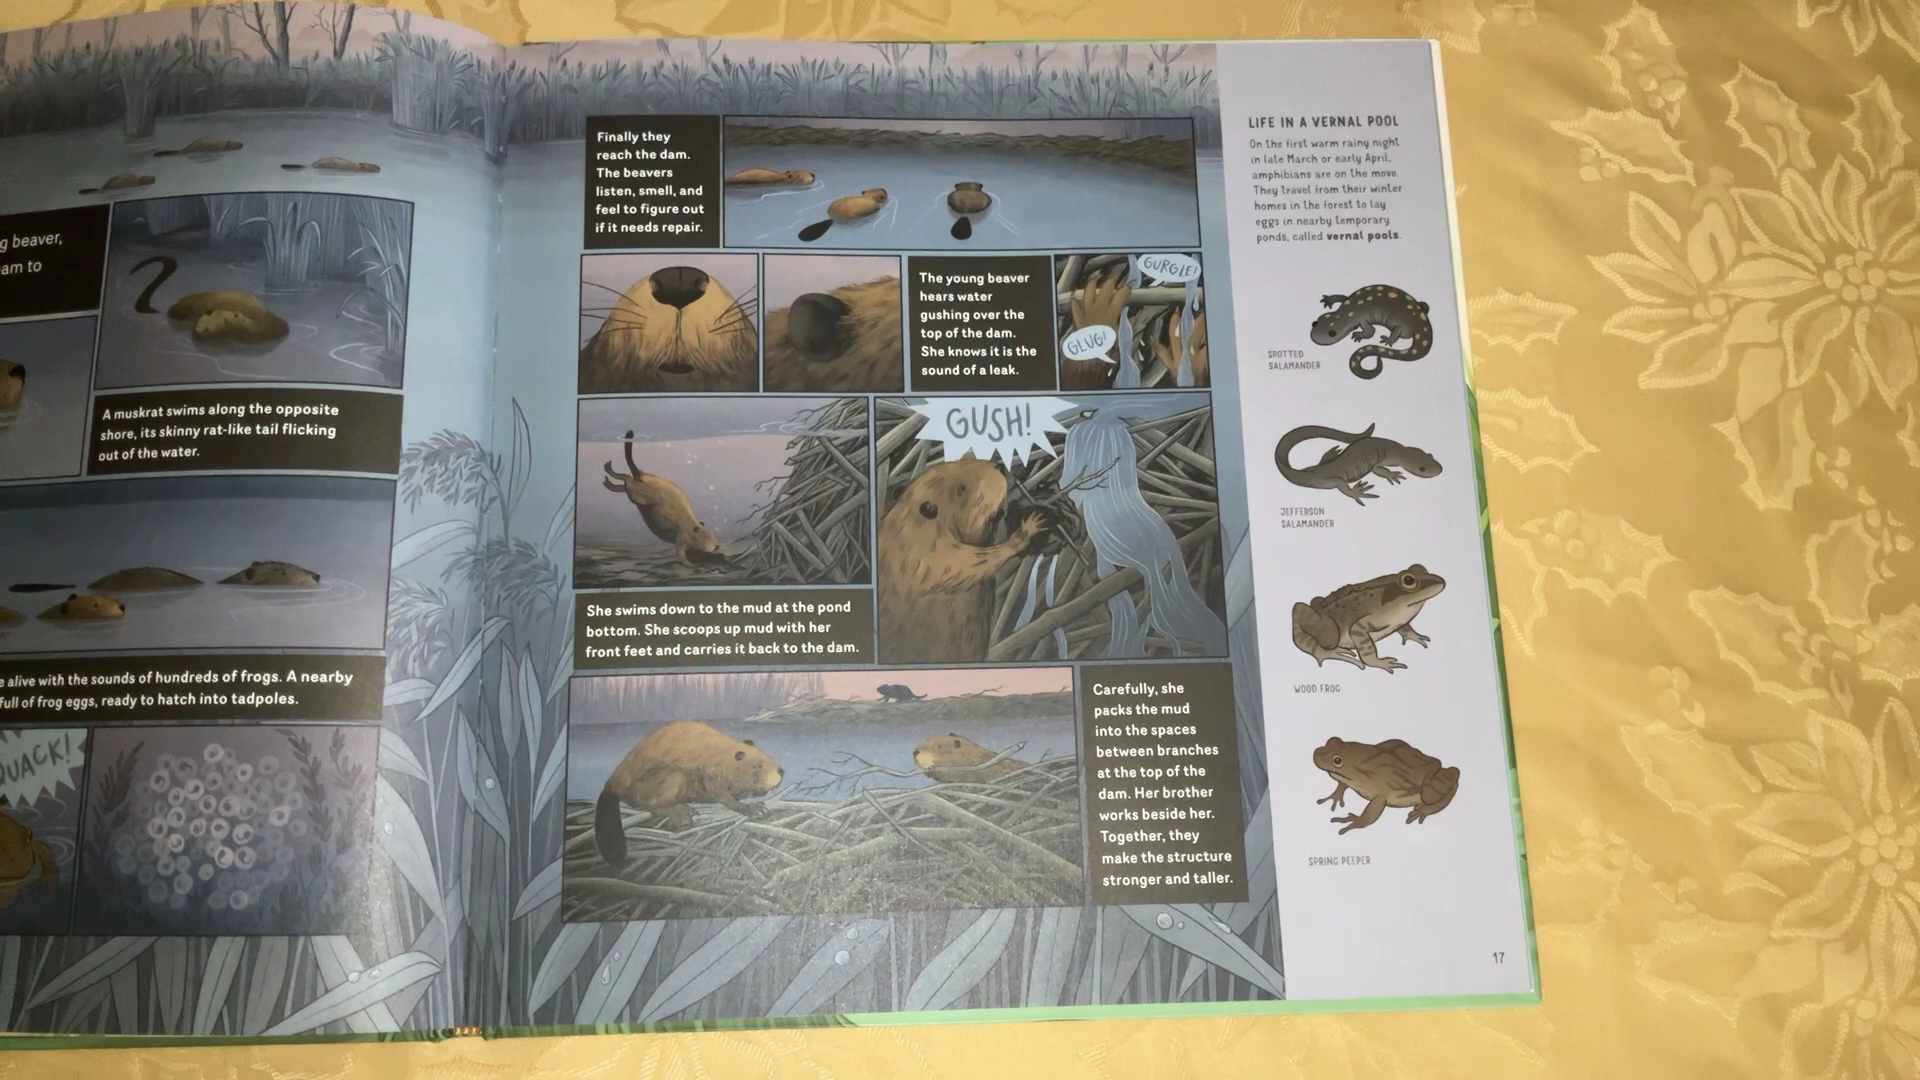 g beaver,
am to
A muskrat swims along the opposite
shore, its skinny rat-like tail flicking
out of the water.
alive with the sounds of hundreds of frogs. A nearby
full of frog eggs, ready to hatch into tadpoles.
UACK!
Finally they
reach the dam.
The beavers
listen, smell, and
feel to figure out
if it needs repair.
The young beaver
hears water
gushing over the
top of the dam.
She knows it is the
sound of a leak.
GURGLE!
GLUG!
GUSH!
She swims down to the mud at the pond
bottom. She scoops up mud with her
front feet and carries it back to the dam.
Carefully, she
packs the mud
into the spaces
between branches
at the top of the
dam. Her brother
works beside her.
Together, they
make the structure
stronger and taller.
LIFE IN A VERNAL POOL
On the first warm rainy night
in late March or early April,
amphibians are on the move.
They travel from their winter
homes in the forest to lay
eggs in nearby temporary
ponds, called vernal pools.
SPOTTED
SALAMANDER
JEFFERSON
SALAMANDER
WOOD FROG
SPRING PEEPER
17